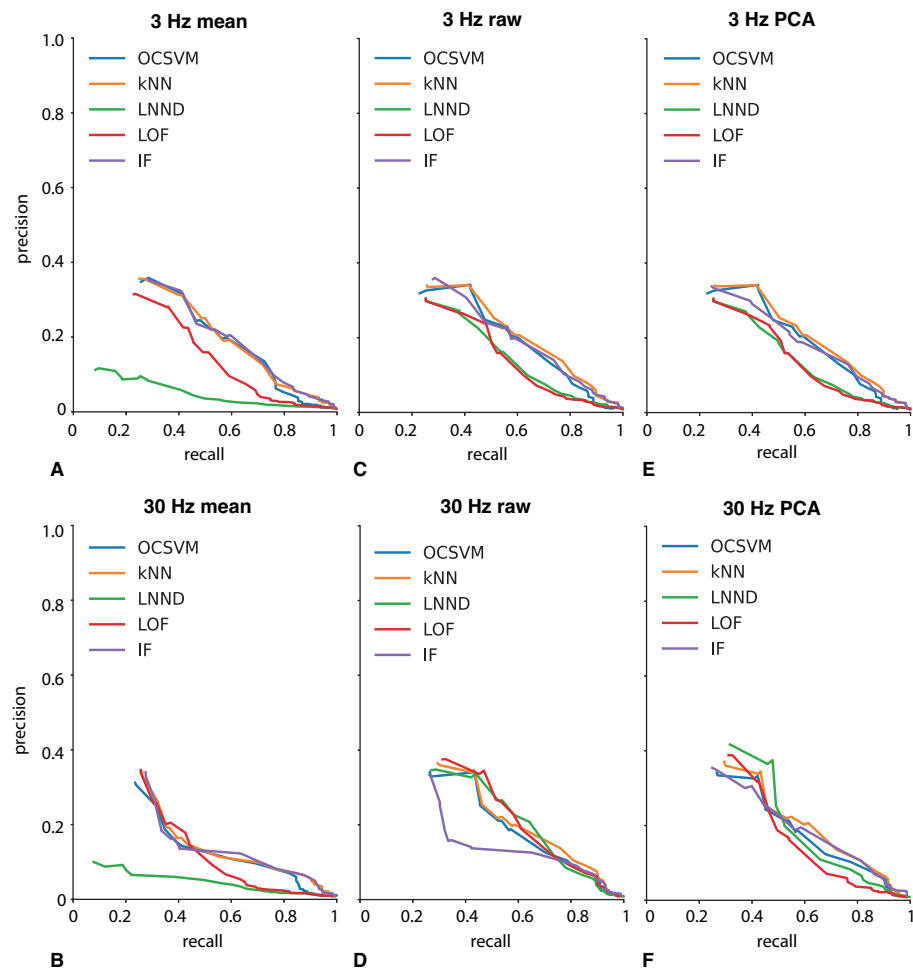 3 Hz mean
1.0
0.8
0.6
0.4
0.2
0
precision
OCSVM
kNN
LNND
LOF
IF
0 0.2 0.4 0.6 0.8 1
recall
A
3 Hz raw
OCSVM
kNN
LNND
LOF
IF
0 0.2 0.4 0.6 0.8 1
recall
C
3 Hz PCA
OCSVM
kNN
LNND
LOF
IF
0 0.2 0.4 0.6 0.8 1
recall
E
30 Hz mean
1.0
0.8
0.6
0.4
0.2
0
precision
OCSVM
kNN
LNND
LOF
IF
0 0.2 0.4 0.6 0.8 1
recall
B
30 Hz raw
OCSVM
kNN
LNND
LOF
IF
0 0.2 0.4 0.6 0.8 1
recall
D
30 Hz PCA
OCSVM
kNN
LNND
LOF
IF
0 0.2 0.4 0.6 0.8 1
recall
F